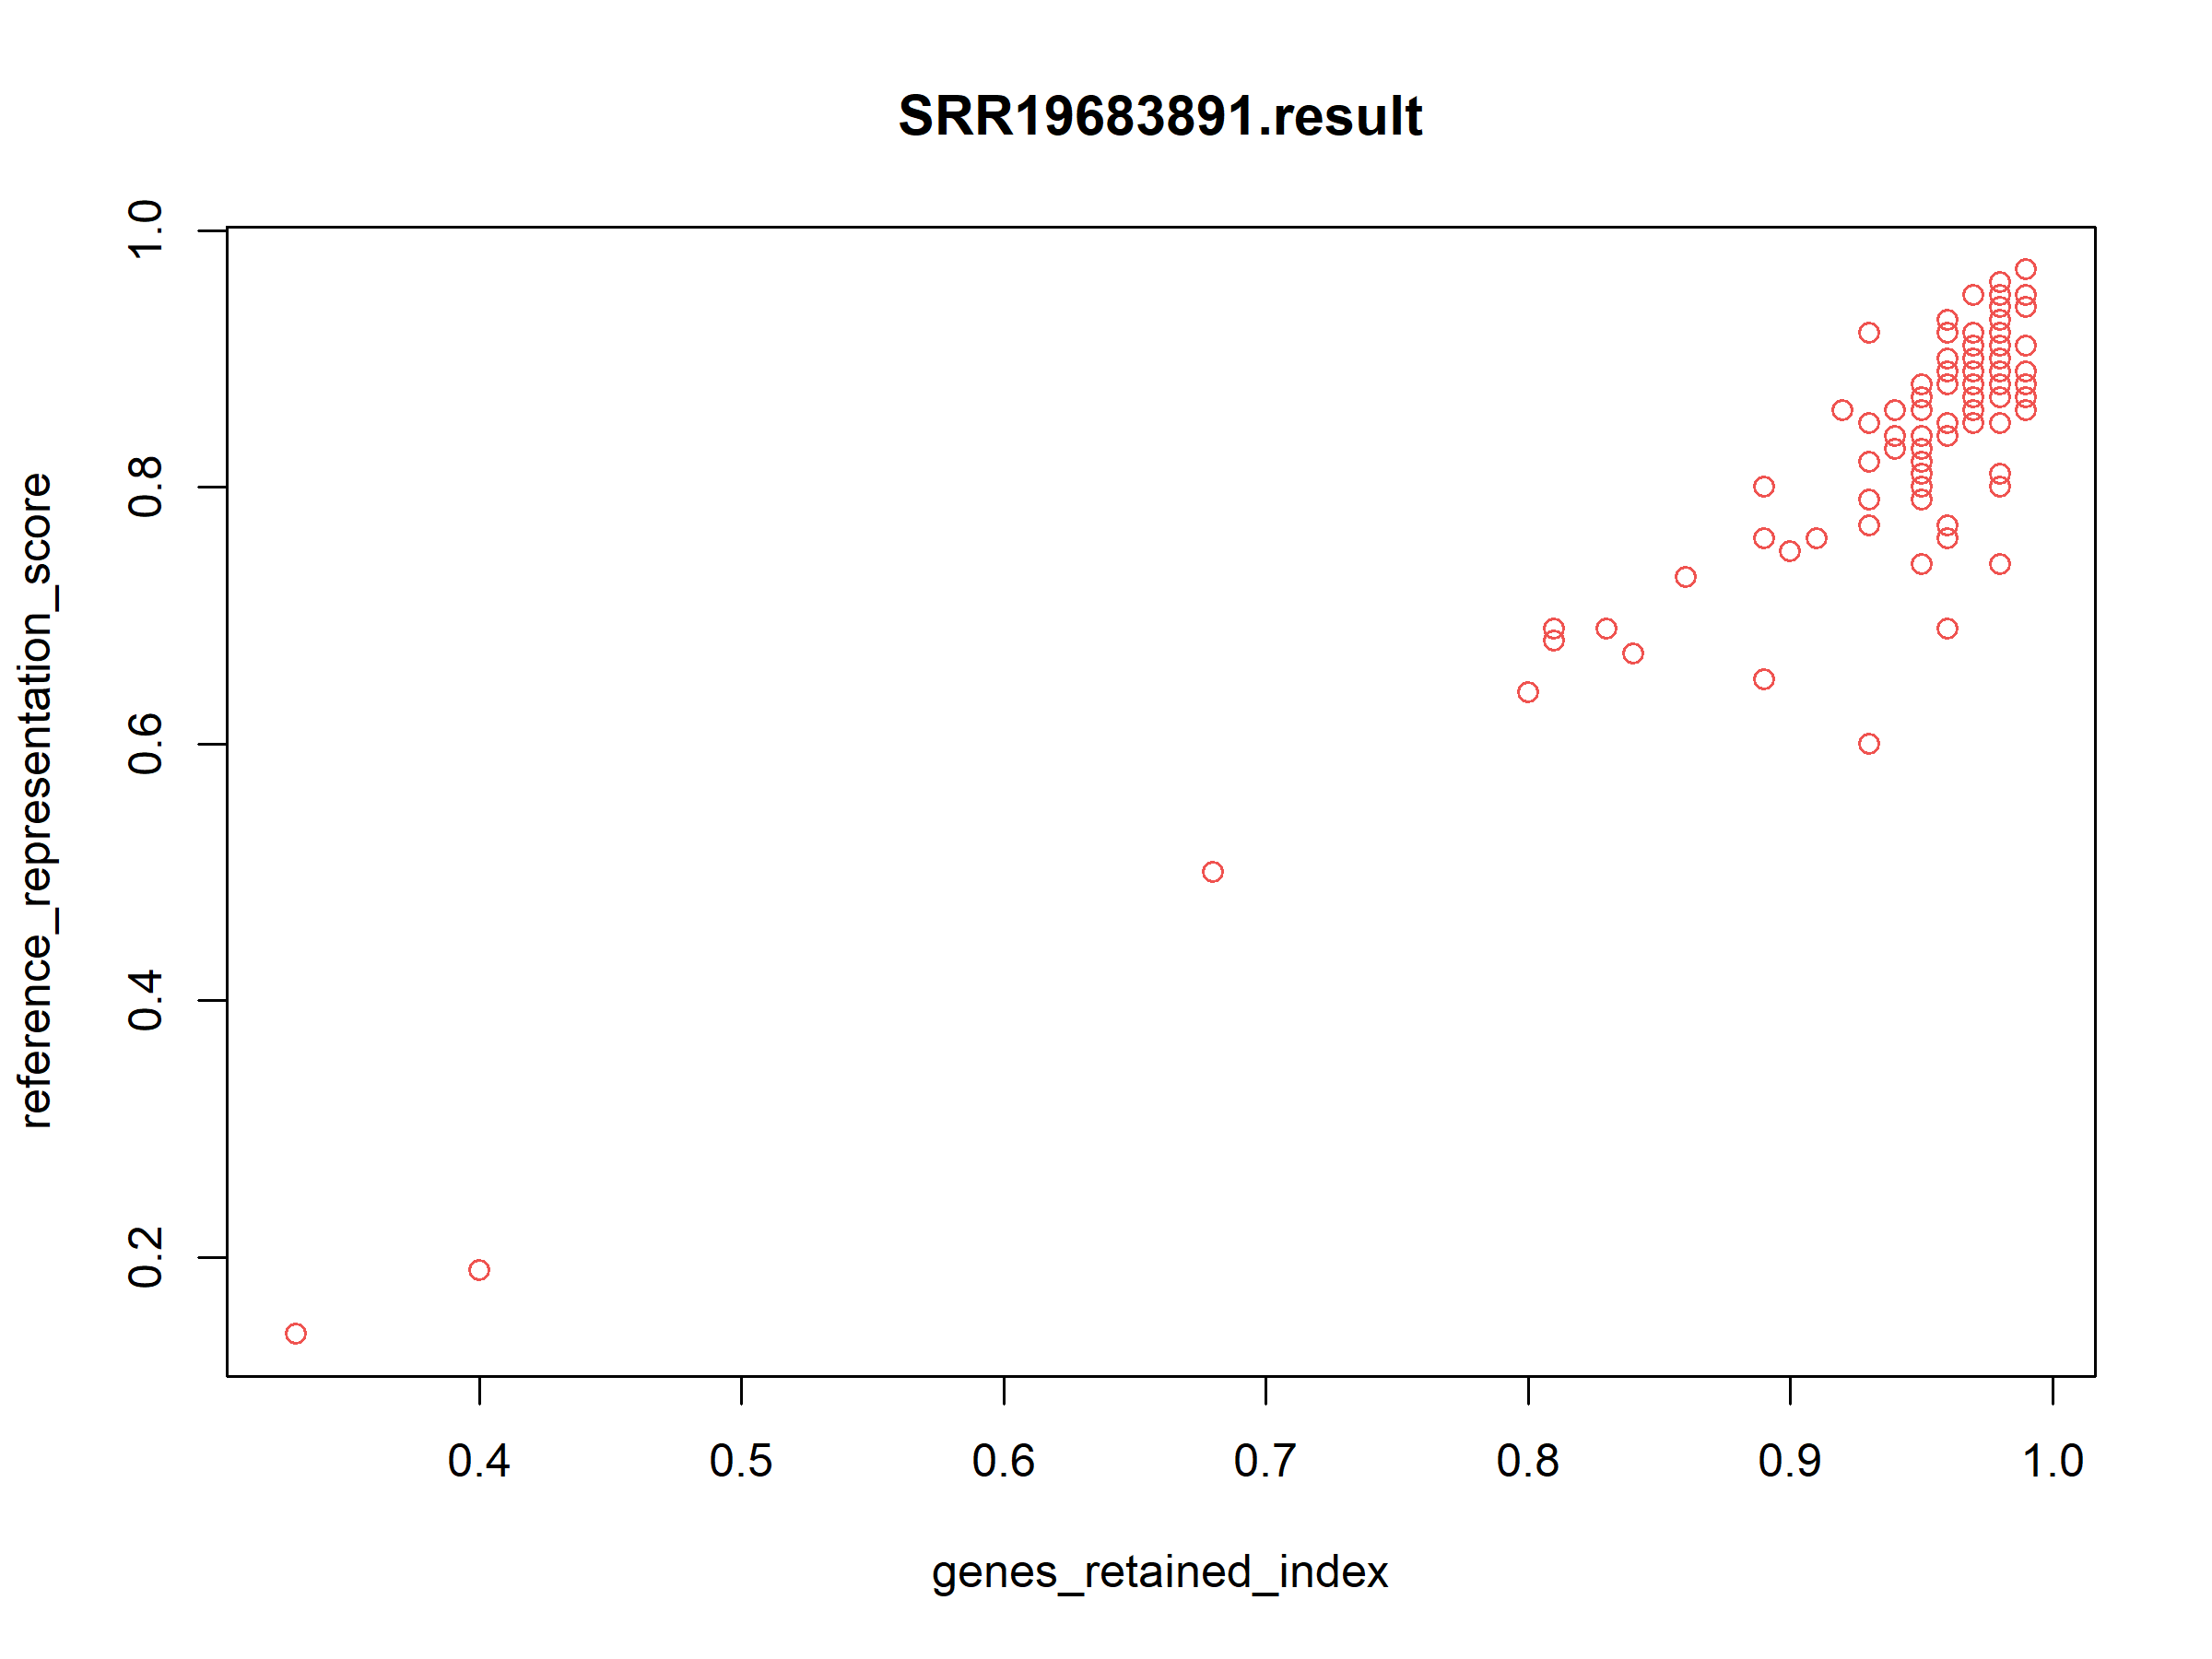 SRR19683891.result
1.0
0.8
0.6
0.4
0.2
reference_representation_score
0.4 0.5 0.6 0.7 0.8 0.9 1.0
genes_retained_index